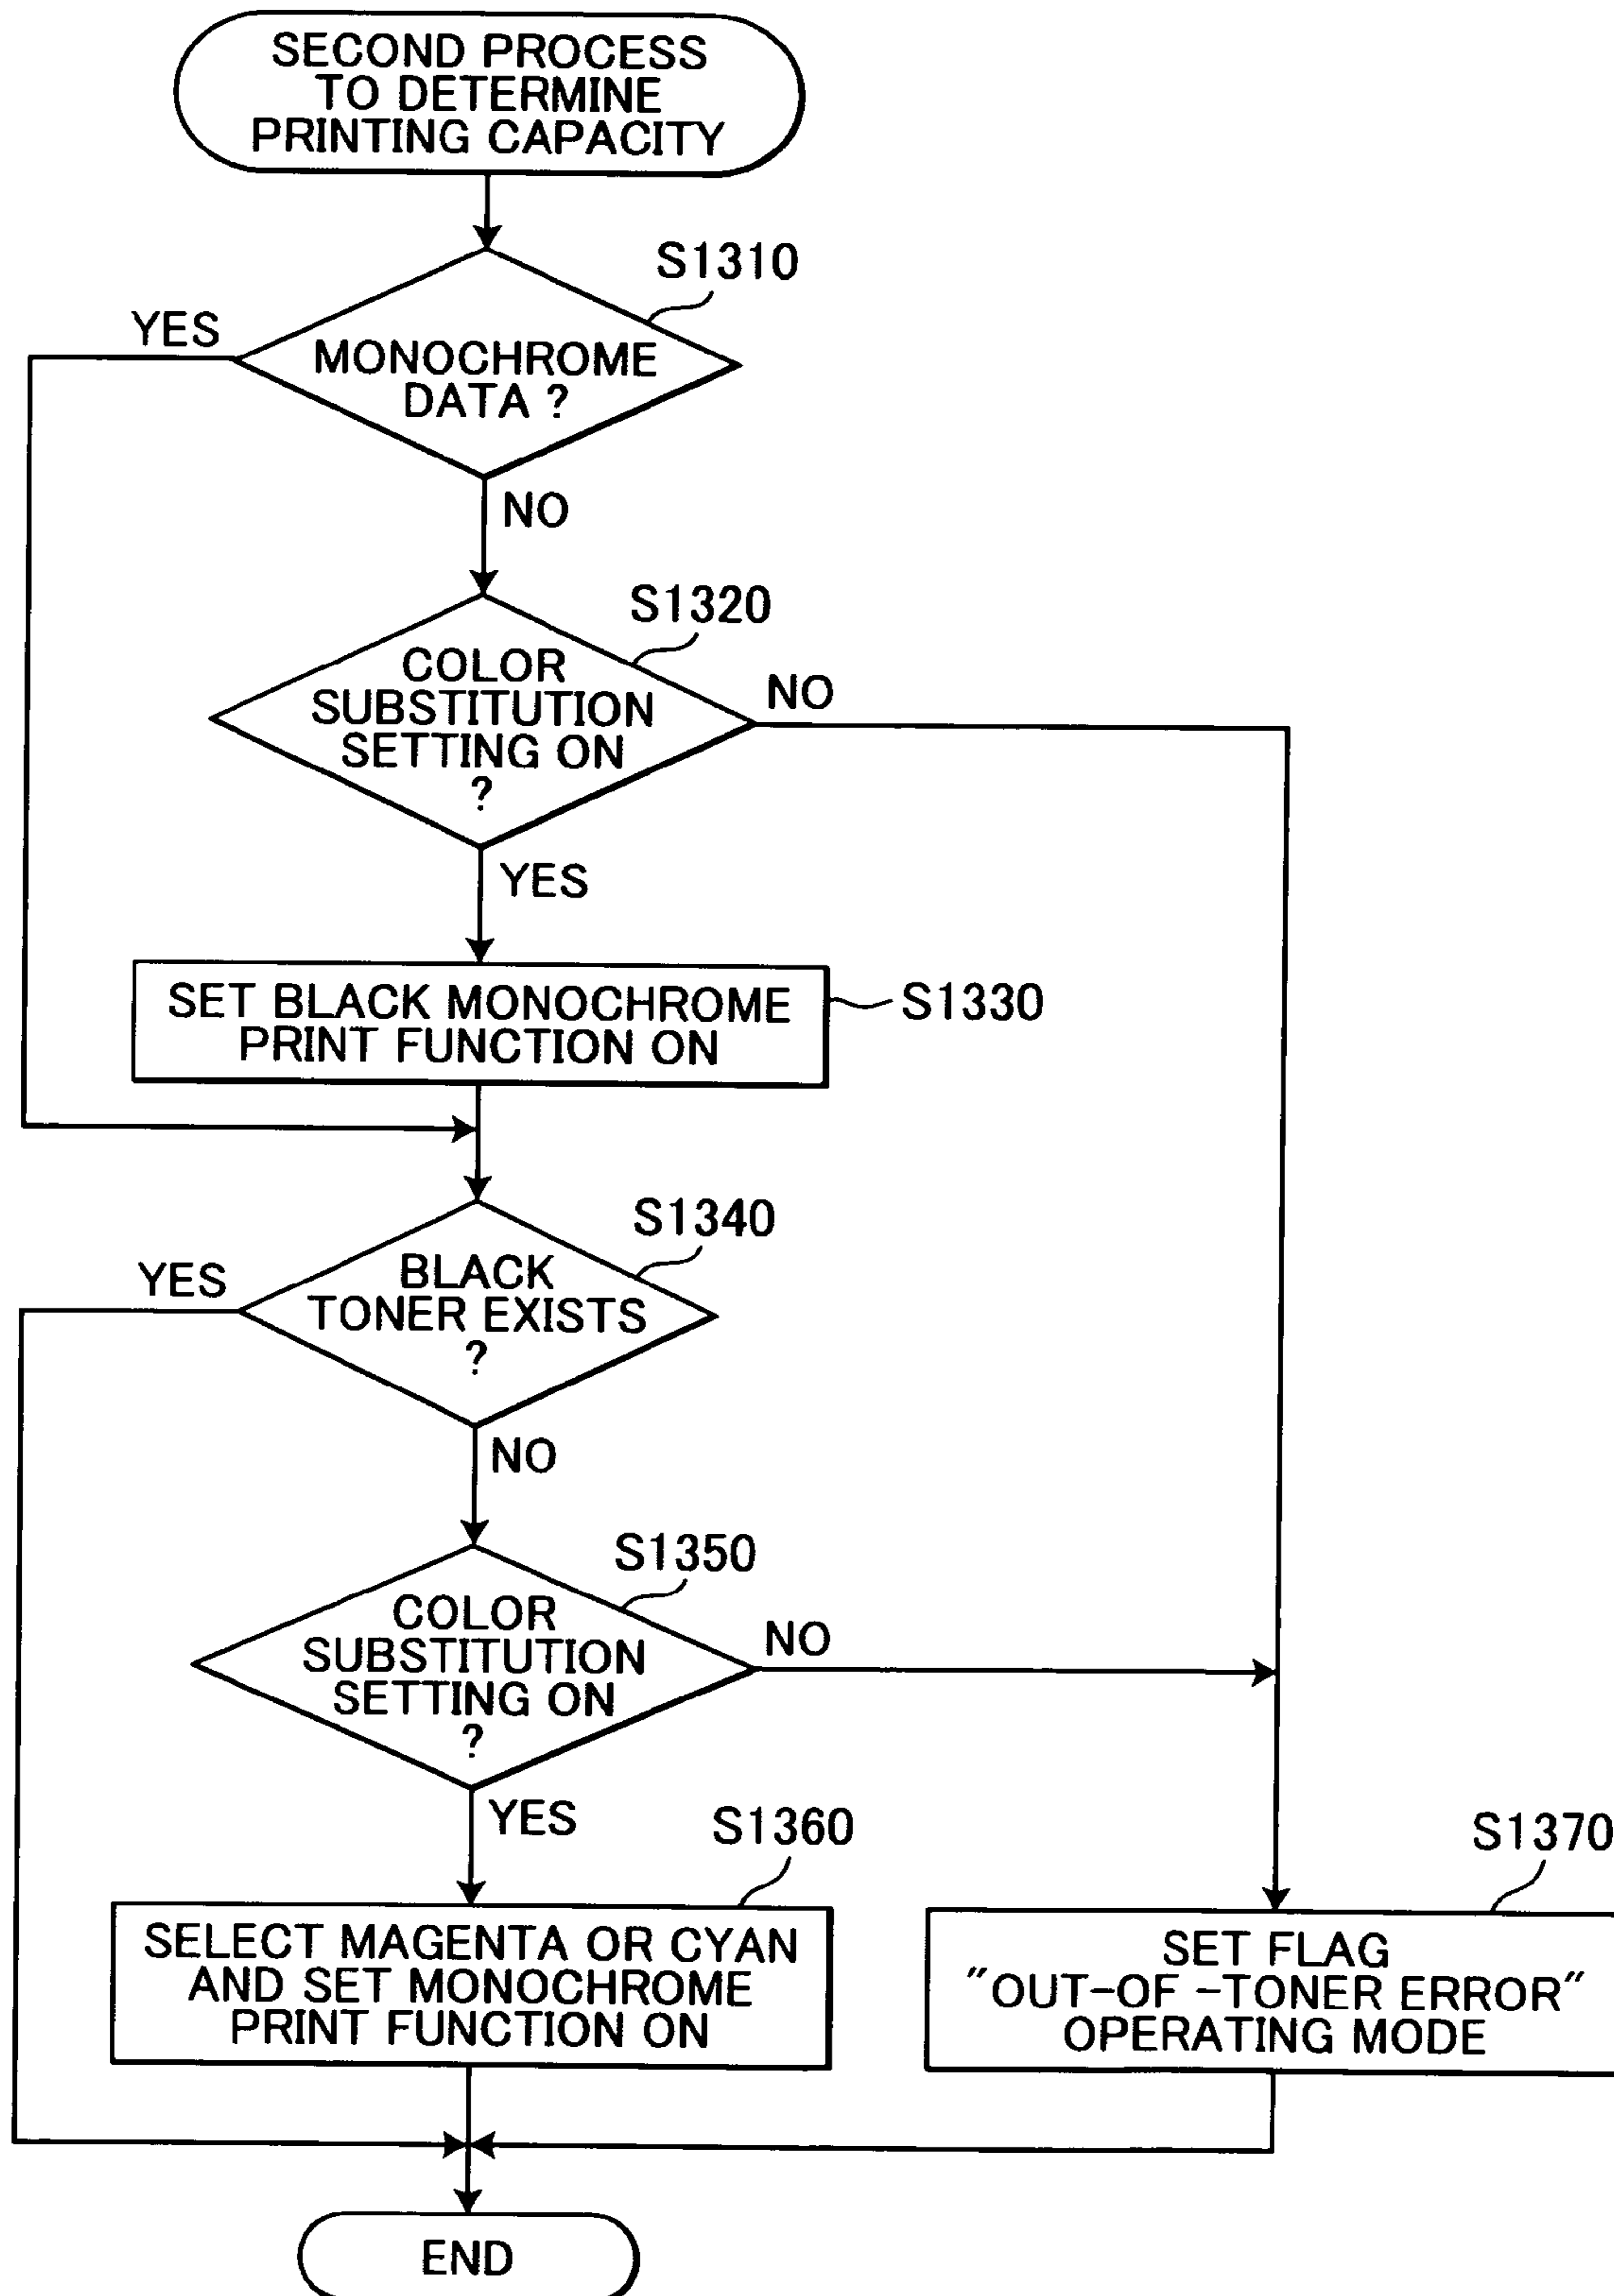 SECOND PROCESS
TO DETERMINE
PRINTING CAPACITY
S1310
YES
MONOCHROME
DATA ?
NO
S1320
COLOR
SUBSTITUTION
SETTING ON
?
NO
YES
SET BLACK MONOCHROME
PRINT FUNCTION ON
S1330
S1340
YES
BLACK
TONER EXISTS
?
NO
S1350
COLOR
SUBSTITUTION
SETTING ON
?
NO
YES
S1360
S1370
SELECT MAGENTA OR CYAN
AND SET MONOCHROME
PRINT FUNCTION ON
SET FLAG
"OUT-OF -TONER ERROR"
OPERATING MODE
END